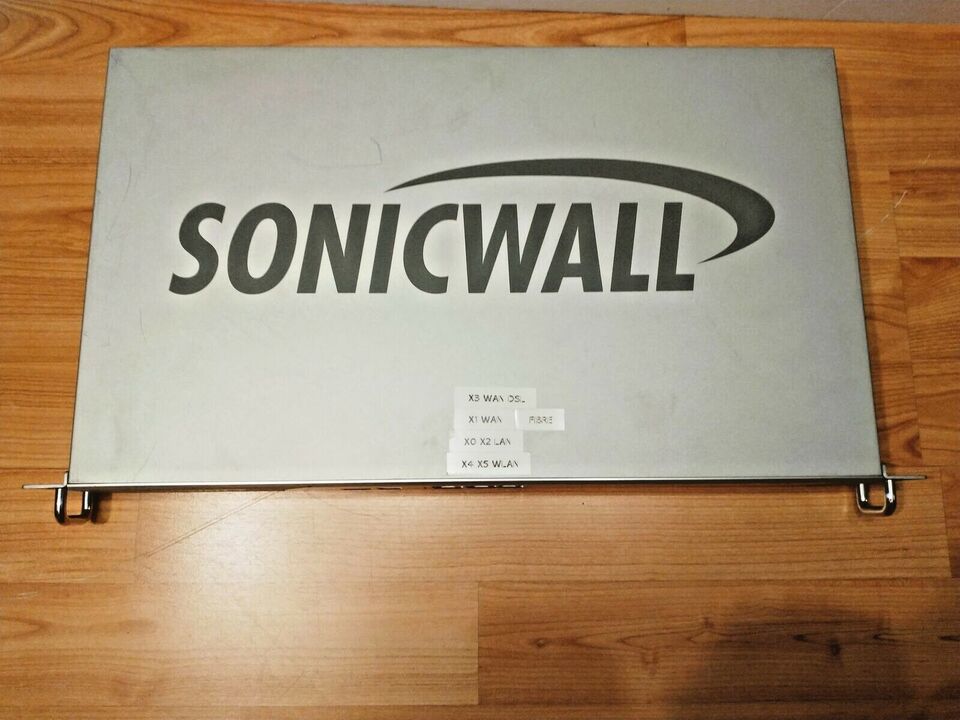 SONICWALL
X3 WAN DSL
X1 WAN FIBRE
X0 X2 LAN
X4 X5 WLAN